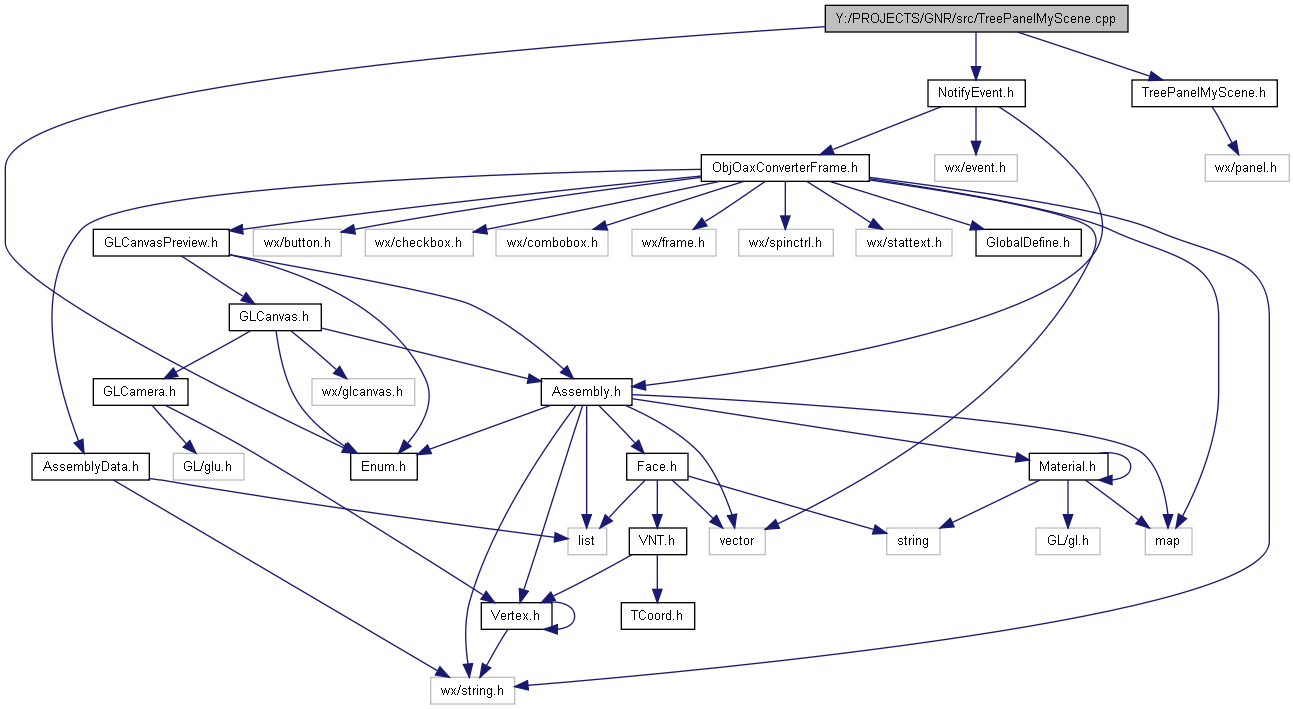 Y:/PROJECTS/GNR/src/TreePanelMyScene.cpp
NotifyEvent.h
TreePanelMyScene.h
ObjOaxConverterFrame.h
wx/event.h
wx/panel.h
GLCanvasPreview.h
wx/button.h
wx/checkbox.h
wx/combobox.h
wx/frame.h
wx/spinctrl.h
wx/stattext.h
GlobalDefine.h
GLCanvas.h
GLCamera.h
wx/glcanvas.h
Assembly.h
AssemblyData.h
GL/glu.h
Enum.h
Face.h
Material.h
list
VNT.h
vector
string
GL/gl.h
map
Vertex.h
TCoord.h
wx/string.h